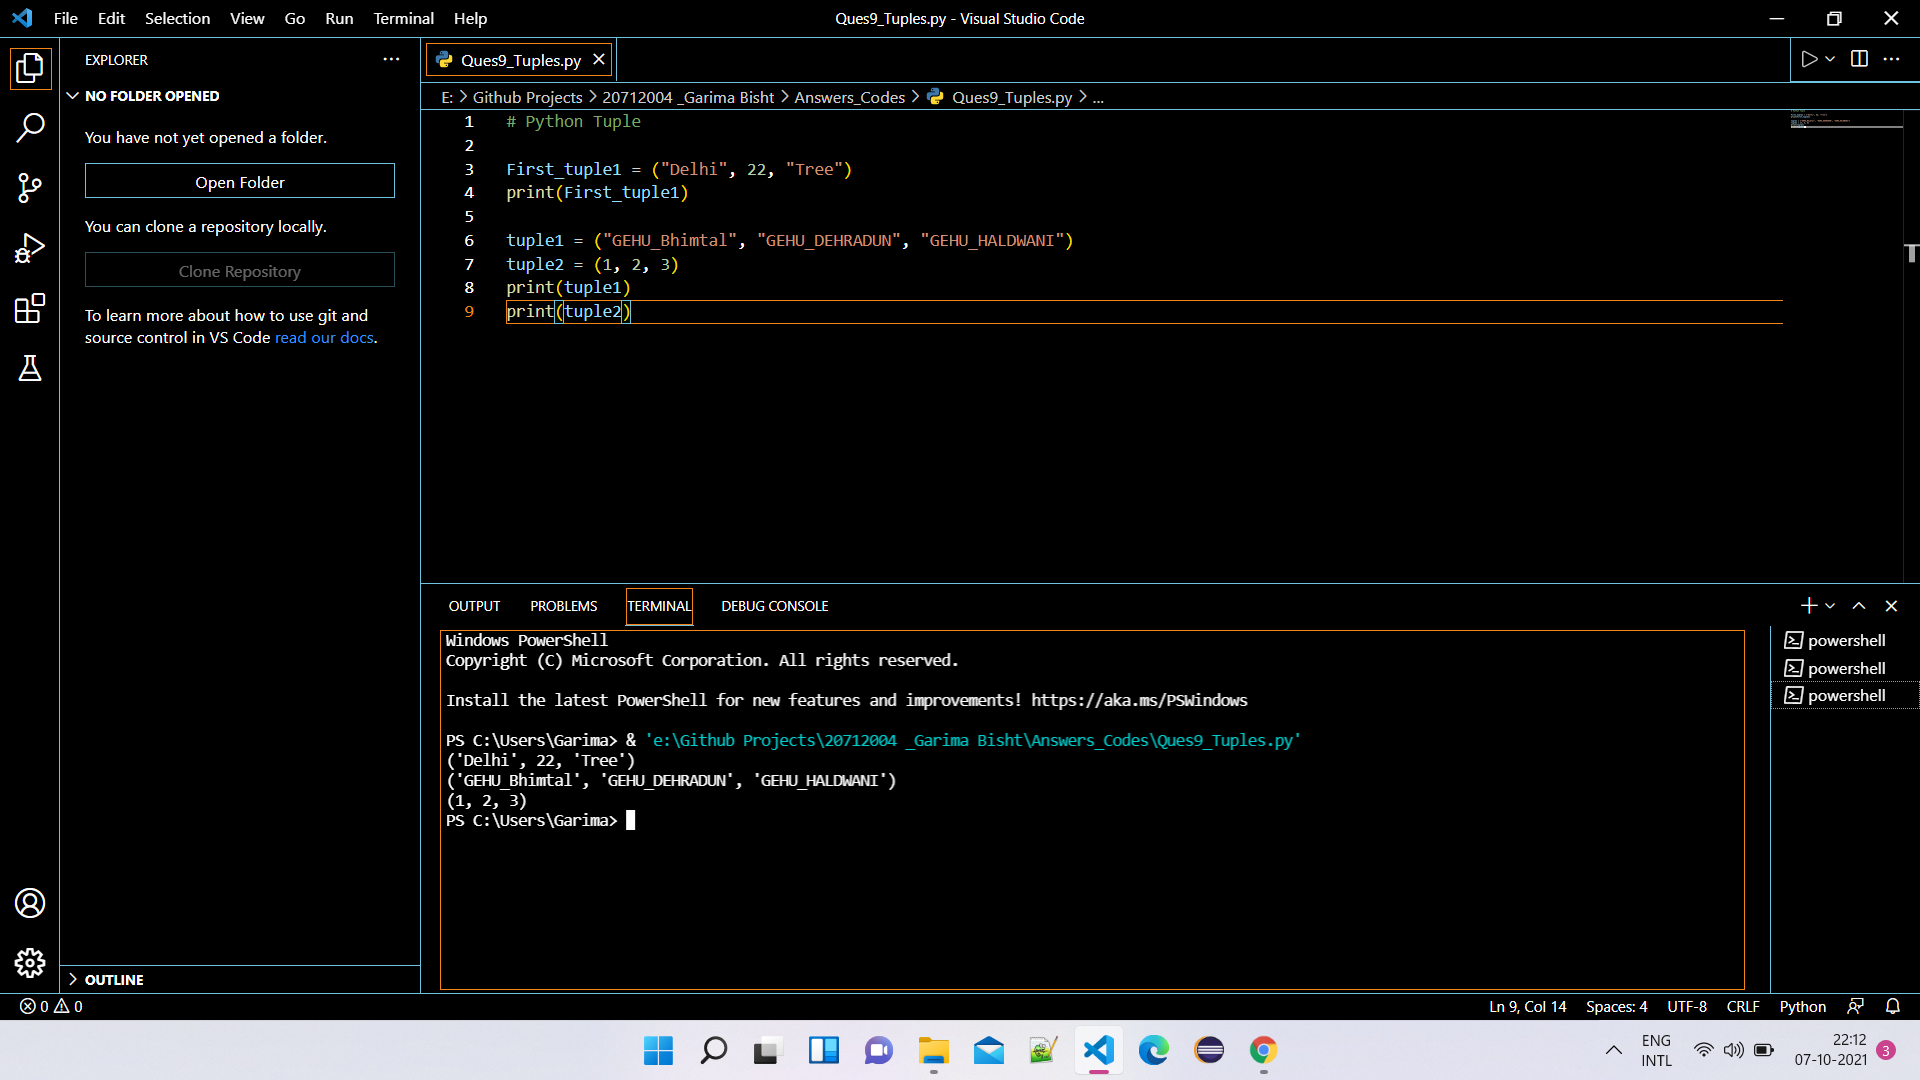 File Edit Selection View Go Run Terminal Help
Ques9_Tuples.py - Visual Studio Code
EXPLORER
NO FOLDER OPENED
You have not yet opened a folder.
Open Folder
You can clone a repository locally.
Clone Repository
To learn more about how to use git and
source control in VS Code read our docs.
OUTLINE
Ques9_Tuples.py
E: > Github Projects > 20712004 _Garima Bisht > Answers_Codes > Ques9_Tuples.py > ...
1 # Python Tuple
2
3 First_tuple1 = ("Delhi", 22, "Tree")
4 print(First_tuple1)
5
6 tuple1 = ("GEHU_Bhimtal", "GEHU_DEHRADUN", "GEHU_HALDWANI")
7 tuple2 = (1, 2, 3)
8 print(tuple1)
9 print(tuple2)
OUTPUT PROBLEMS TERMINAL DEBUG CONSOLE
Windows PowerShell
Copyright (C) Microsoft Corporation. All rights reserved.
Install the latest PowerShell for new features and improvements! https://aka.ms/PSWindows
PS C:\Users\Garima> & 'e:\Github Projects\20712004 _Garima Bisht\Answers_Codes\Ques9_Tuples.py'
('Delhi', 22, 'Tree')
('GEHU_Bhimtal', 'GEHU_DEHRADUN', 'GEHU_HALDWANI')
(1, 2, 3)
PS C:\Users\Garima>
powershell
powershell
powershell
0 0
Ln 9, Col 14 Spaces: 4 UTF-8 CRLF Python
ENG
INTL
22:12
07-10-2021
3